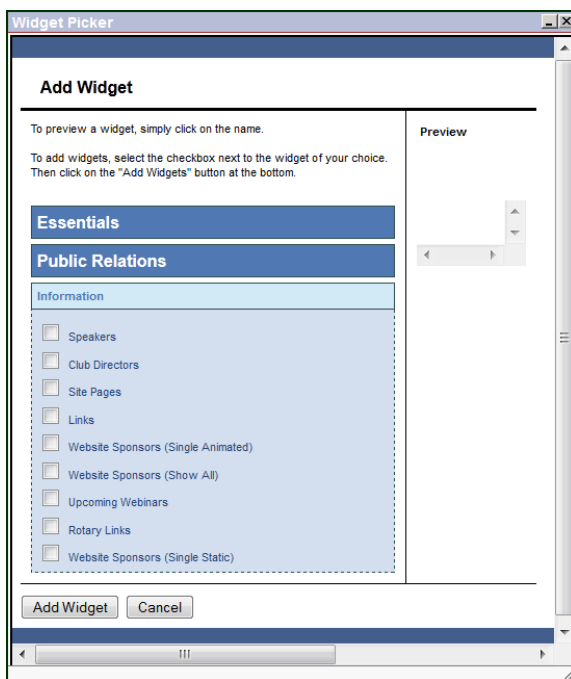 Widget Picker
Add Widget
To preview a widget, simply click on the name.
Preview
To add widgets, select the checkbox next to the widget of your choice.
Then click on the "Add Widgets" button at the bottom.
Essentials
Public Relations
Information
Speakers
Club Directors
Site Pages
Links
Website Sponsors (Single Animated)
Website Sponsors (Show All)
Upcoming Webinars
Rotary Links
Website Sponsors (Single Static)
Add Widget Cancel